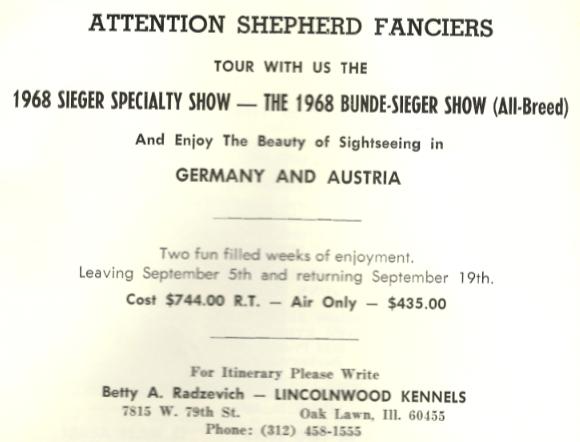 ATTENTION SHEPHERD FANCIERS
TOUR WITH US THE
1968 SIEGER SPECIALTY SHOW — THE 1968 BUNDE-SIEGER SHOW (All-Breed)
And Enjoy The Beauty of Sightseeing in
GERMANY AND AUSTRIA
Two fun filled weeks of enjoyment.
Leaving September 5th and returning September 19th.
Cost $744.00 R.T. — Air Only — $435.00
For Itinerary Please Write
Betty A. Radzevich — LINCOLNWOOD KENNELS
7815 W. 79th St. Oak Lawn, Ill. 60455
Phone: (312) 458-1555